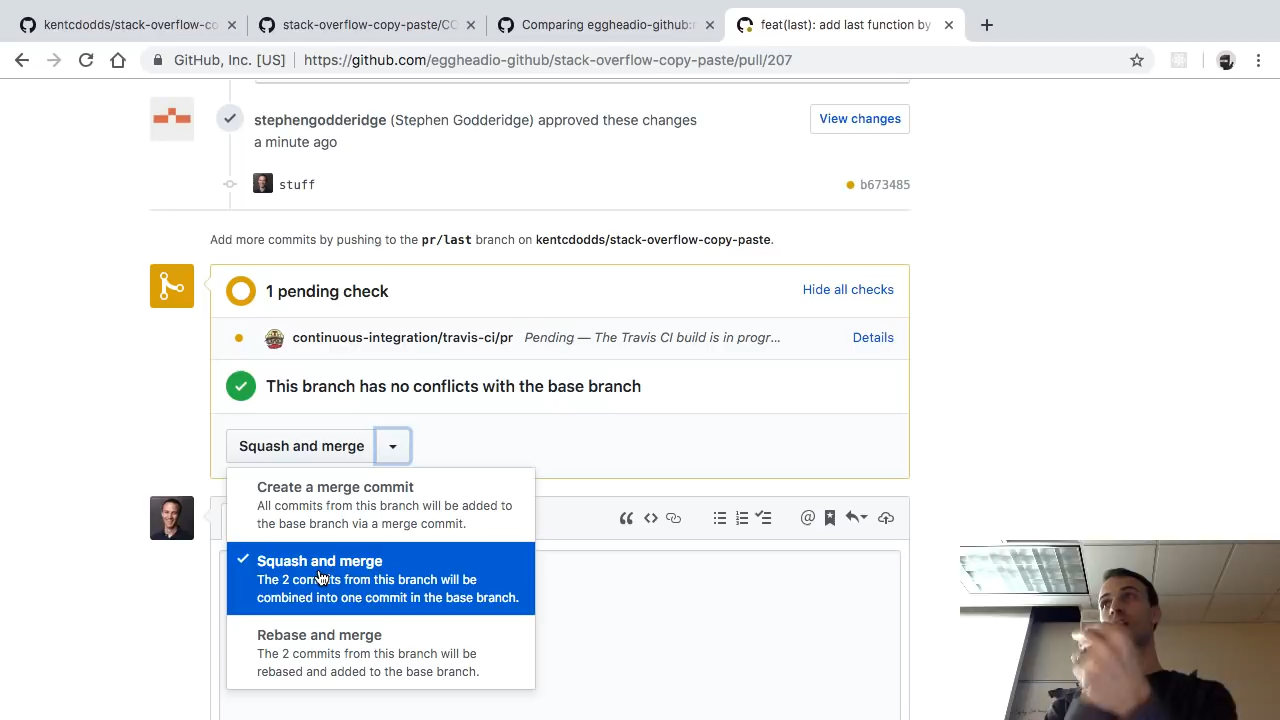 kentcdodds/stack-overflow-co
stack-overflow-copy-paste/CO
Comparing eggheadio-github:
feat(last): add last function by
GitHub, Inc. [US]
https://github.com/eggheadio-github/stack-overflow-copy-paste/pull/207
stephengodderidge (Stephen Godderidge) approved these changes
a minute ago
View changes
stuff
b673485
Add more commits by pushing to the pr/last branch on kentcdodds/stack-overflow-copy-paste.
1 pending check
Hide all checks
continuous-integration/travis-ci/pr Pending — The Travis CI build is in progr...
Details
This branch has no conflicts with the base branch
Squash and merge
Create a merge commit
All commits from this branch will be added to
the base branch via a merge commit.
Squash and merge
The 2 commits from this branch will be
combined into one commit in the base branch.
Rebase and merge
The 2 commits from this branch will be
rebased and added to the base branch.